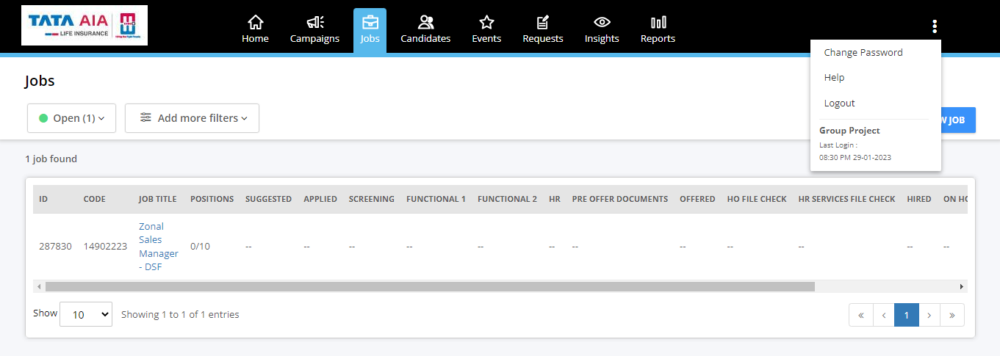 TATA AIA
LIFE INSURANCE
Home Campaigns Jobs Candidates Events Requests Insights Reports
Change Password
Help
Logout
Group Project
Last Login :
08:30 PM 29-01-2023
Jobs
Open (1) Add more filters
JOB
1 job found
ID CODE JOB TITLE POSITIONS SUGGESTED APPLIED SCREENING FUNCTIONAL 1 FUNCTIONAL 2 HR PRE OFFER DOCUMENTS OFFERED HO FILE CHECK HR SERVICES FILE CHECK HIRED ON HO
287830 14902223 Zonal Sales Manager - DSF 0/10 -- -- -- -- -- -- -- -- -- -- -- --
Show 10 Showing 1 to 1 of 1 entries
« ‹ 1 › »